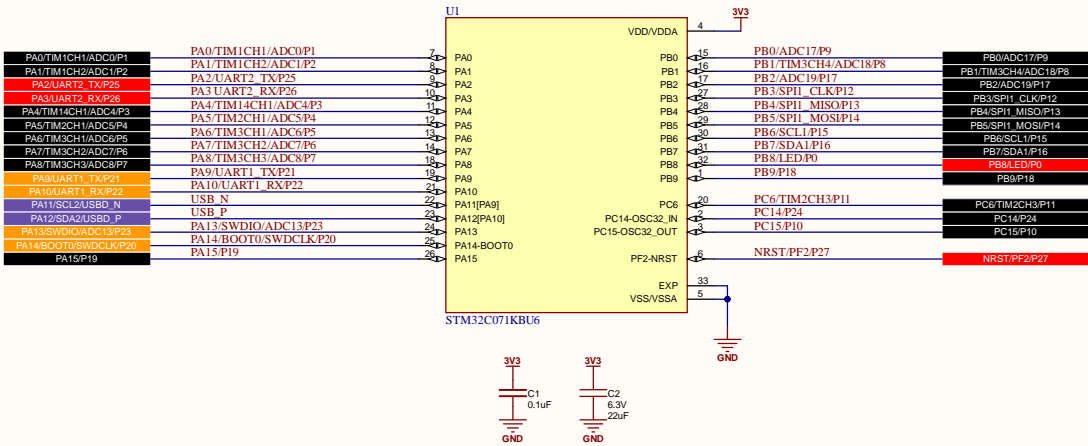 U1
3V3
VDD/VDDA 4
PA0/TIM1CH1/ADC0/P1 PA0/TIM1CH1/ADC0/P1 7 PA0 PB0 15 PB0/ADC17/P9 PB0/ADC17/P9
PA1/TIM1CH2/ADC1/P2 PA1/TIM1CH2/ADC1/P2 8 PA1 PB1 16 PB1/TIM3CH4/ADC18/P8 PB1/TIM3CH4/ADC18/P8
PA2/UART2_TX/P25 PA2/UART2_TX/P25 9 PA2 PB2 17 PB2/ADC19/P17 PB2/ADC19/P17
PA3/UART2_RX/P26 PA3 UART2_RX/P26 10 PA3 PB3 27 PB3/SPI1_CLK/P12 PB3/SPI1_CLK/P12
PA4/TIM14CH1/ADC4/P3 PA4/TIM14CH1/ADC4/P3 11 PA4 PB4 28 PB4/SPI1_MISO/P13 PB4/SPI1_MISO/P13
PA5/TIM2CH1/ADC5/P4 PA5/TIM2CH1/ADC5/P4 12 PA5 PB5 29 PB5/SPI1_MOSI/P14 PB5/SPI1_MOSI/P14
PA6/TIM3CH1/ADC6/P5 PA6/TIM3CH1/ADC6/P5 13 PA6 PB6 30 PB6/SCL1/P15 PB6/SCL1/P15
PA7/TIM3CH2/ADC7/P6 PA7/TIM3CH2/ADC7/P6 14 PA7 PB7 31 PB7/SDA1/P16 PB7/SDA1/P16
PA8/TIM3CH3/ADC8/P7 PA8/TIM3CH3/ADC8/P7 18 PA8 PB8 32 PB8/LED/P0 PB8/LED/P0
PA9/UART1_TX/P21 PA9/UART1_TX/P21 19 PA9 PB9 1 PB9/P18 PB9/P18
PA10/UART1_RX/P22 PA10/UART1_RX/P22 21 PA10
PA11/SCL2/USBD_N USB_N 22 PA11[PA9] PC6 20 PC6/TIM2CH3/P11 PC6/TIM2CH3/P11
PA12/SDA2/USBD_P USB_P 23 PA12[PA10] PC14-OSC32_IN 2 PC14/P24 PC14/P24
PA13/SWDIO/ADC13/P23 PA13/SWDIO/ADC13/P23 24 PA13 PC15-OSC32_OUT 3 PC15/P10 PC15/P10
PA14/BOOT0/SWDCLK/P20 PA14/BOOT0/SWDCLK/P20 25 PA14-BOOT0
PA15/P19 PA15/P19 26 PA15 PF2-NRST 6 NRST/PF2/P27 NRST/PF2/P27
EXP 33
VSS/VSSA 5
STM32C071KBU6
GND
3V3 3V3
C1 C2
0.1uF 6.3V
22uF
GND GND